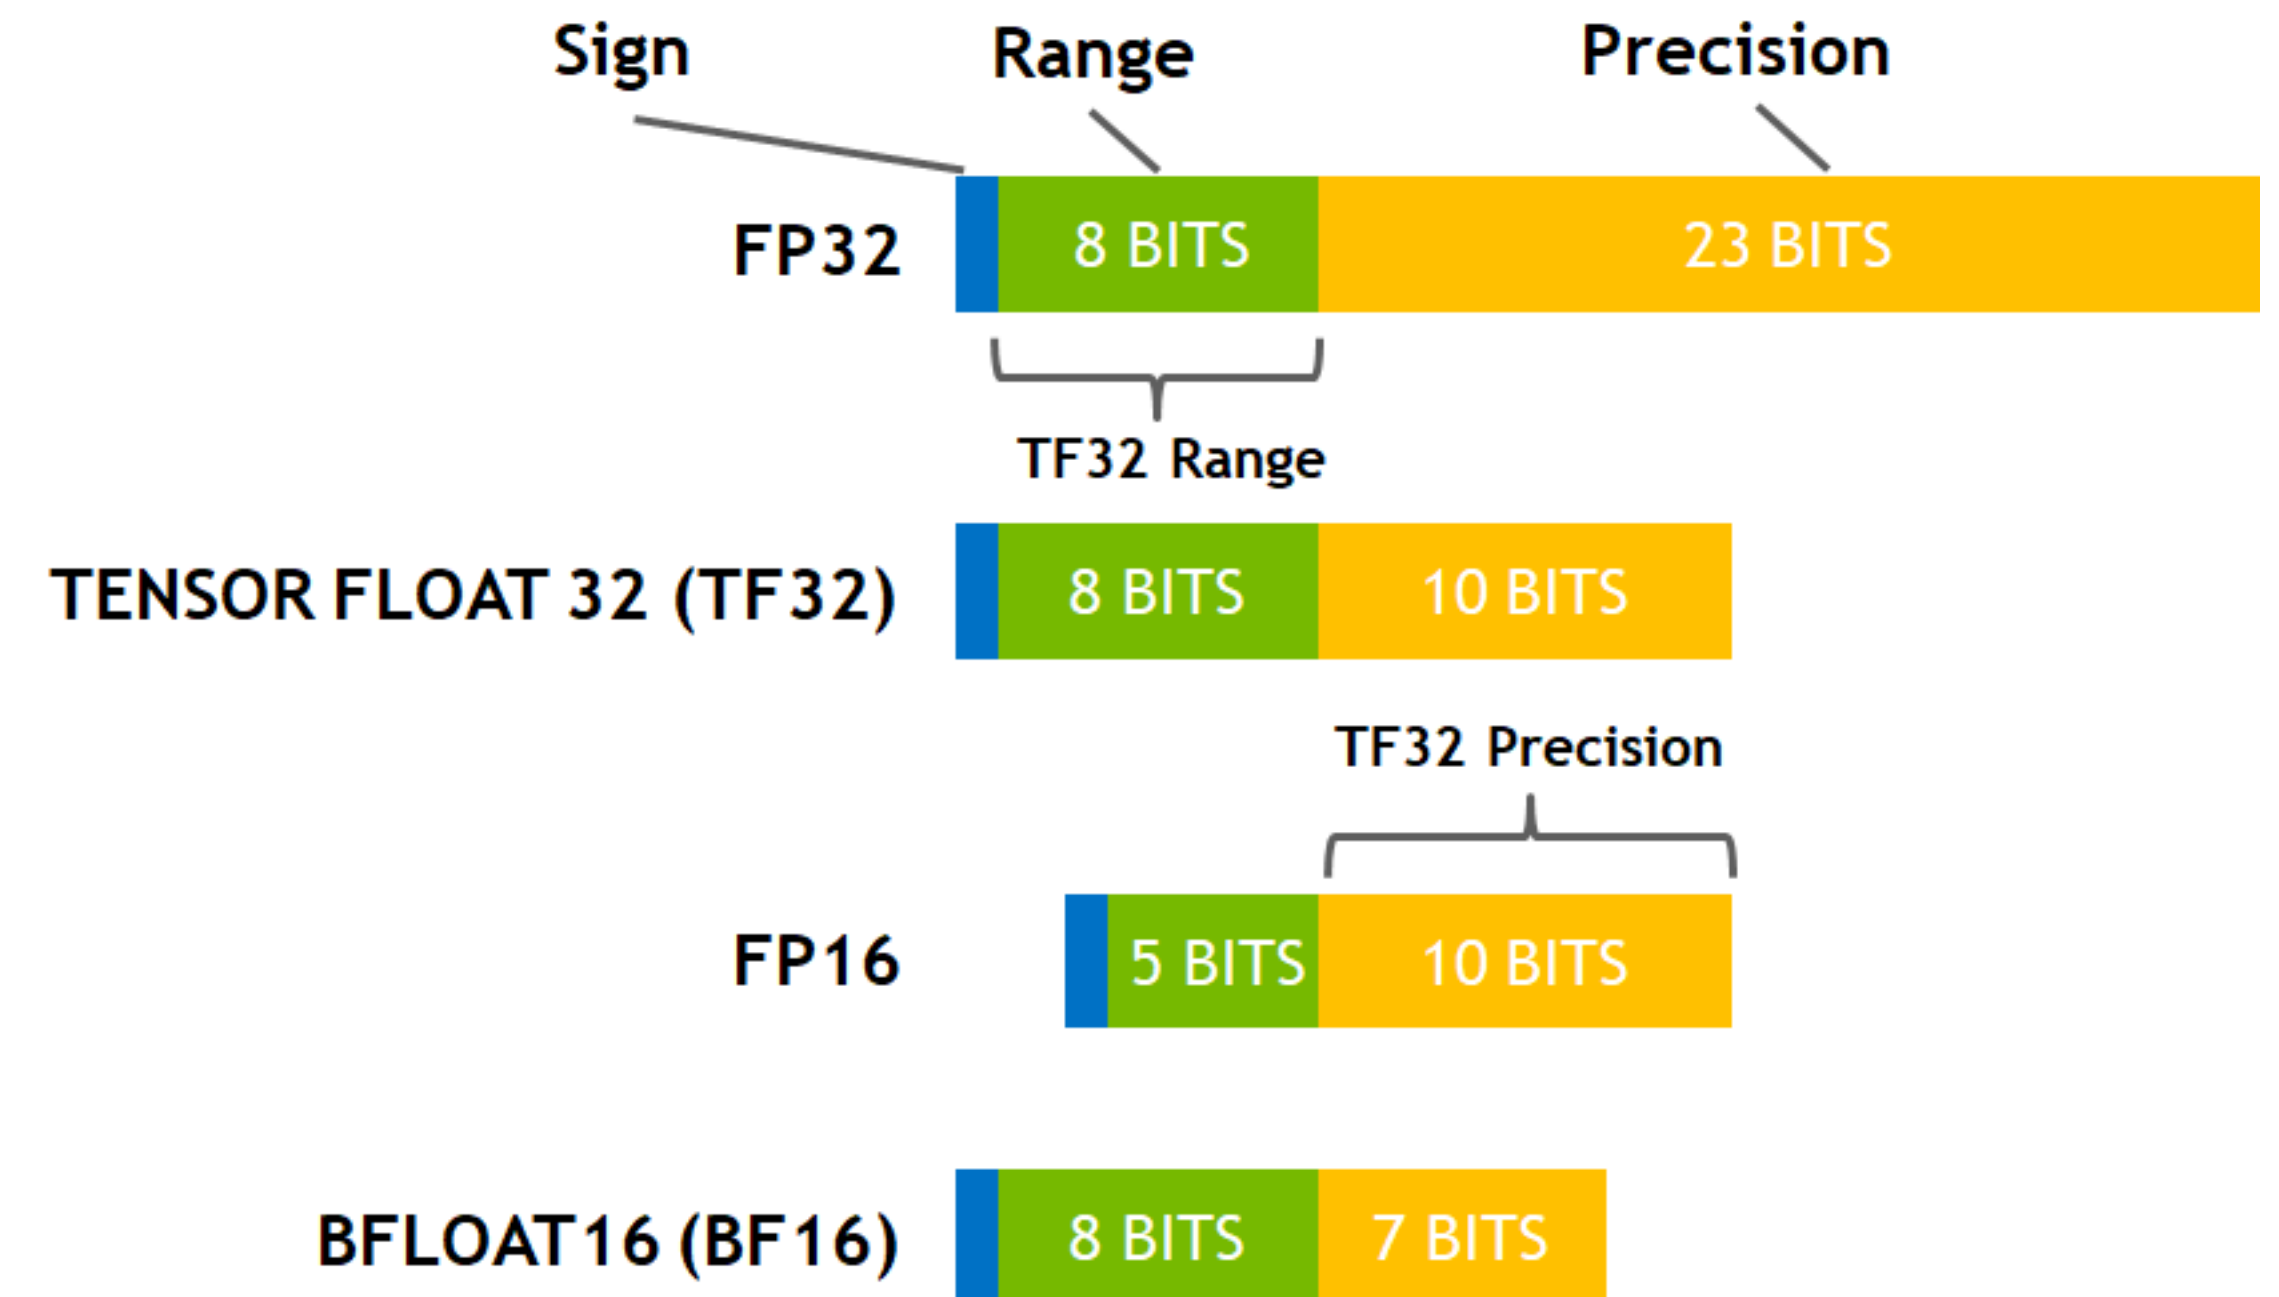 Sign Range Precision
FP32 8 BITS 23 BITS
TF32 Range
TENSOR FLOAT 32 (TF32) 8 BITS 10 BITS
TF32 Precision
FP16 5 BITS 10 BITS
BFLOAT16 (BF16) 8 BITS 7 BITS